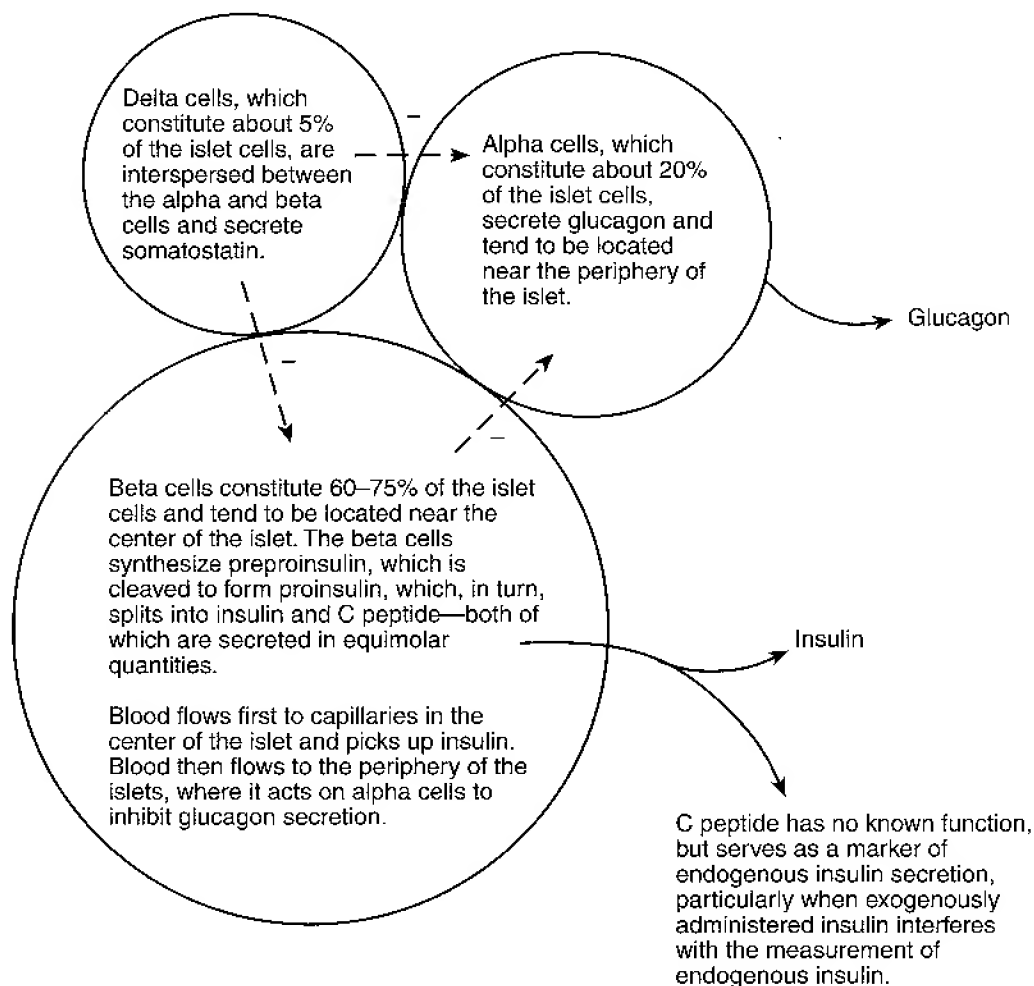 Delta cells, which
constitute about 5%
of the islet cells, are
interspersed between
the alpha and beta
cells and secrete
somatostatin.
–
Alpha cells, which
constitute about 20%
of the islet cells,
secrete glucagon and
tend to be located
near the periphery of
the islet.
Glucagon
–
–
Beta cells constitute 60–75% of the islet
cells and tend to be located near the
center of the islet. The beta cells
synthesize preproinsulin, which is
cleaved to form proinsulin, which, in turn,
splits into insulin and C peptide—both of
which are secreted in equimolar
quantities.
Insulin
Blood flows first to capillaries in the
center of the islet and picks up insulin.
Blood then flows to the periphery of the
islets, where it acts on alpha cells to
inhibit glucagon secretion.
C peptide has no known function,
but serves as a marker of
endogenous insulin secretion,
particularly when exogenously
administered insulin interferes
with the measurement of
endogenous insulin.